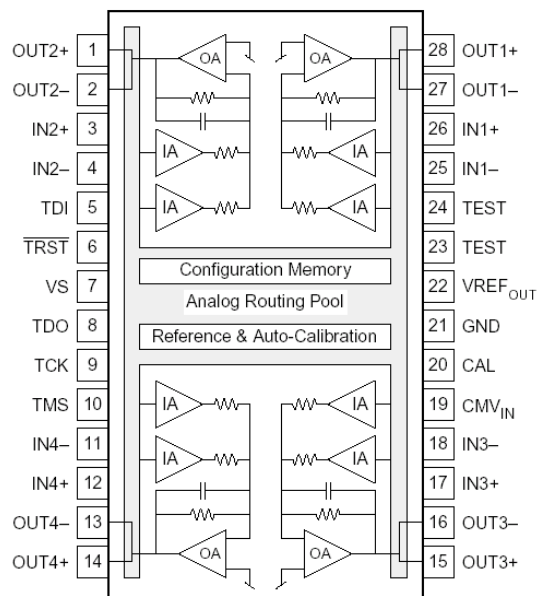 OUT2+ 1 OA OA 28 OUT1+
OUT2– 2 27 OUT1–
IN2+ 3 26 IN1+
IN2– 4 IA IA 25 IN1–
TDI 5 IA IA 24 TEST
TRST 6 23 TEST
Configuration Memory
VS 7 22 VREFOUT
Analog Routing Pool
TDO 8 21 GND
Reference & Auto-Calibration
TCK 9 20 CAL
TMS 10 IA IA 19 CMVIN
IN4– 11 IA IA 18 IN3–
IN4+ 12 17 IN3+
OUT4– 13 16 OUT3–
OUT4+ 14 OA OA 15 OUT3+